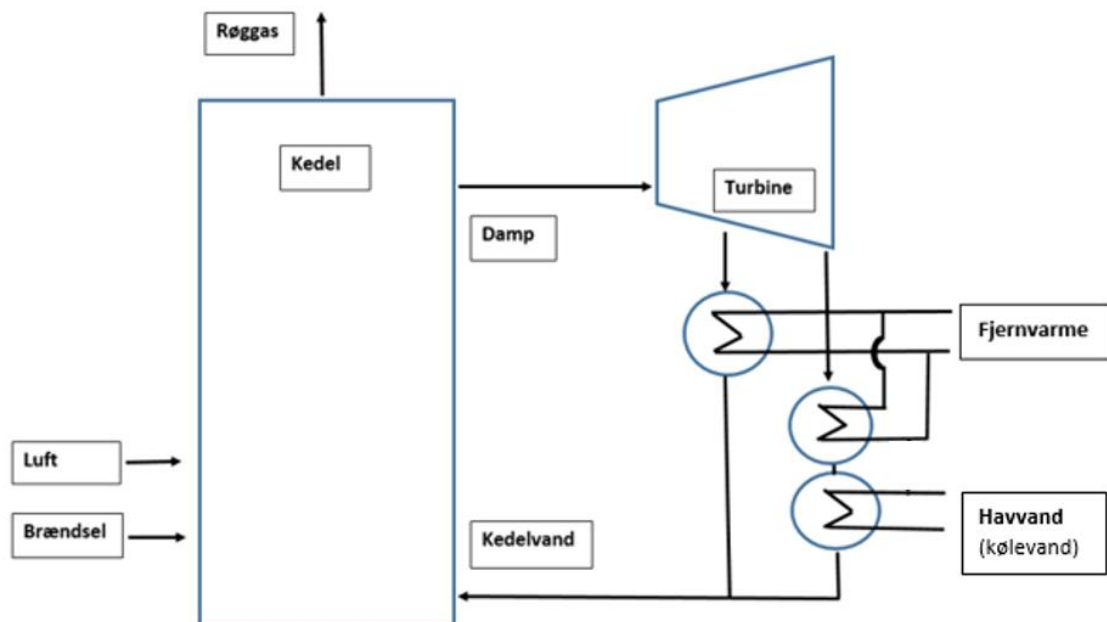 Røggas
Kedel
Turbine
Damp
Fjernvarme
Luft
Brændsel
Kedelvand
Havvand
(kølevand)